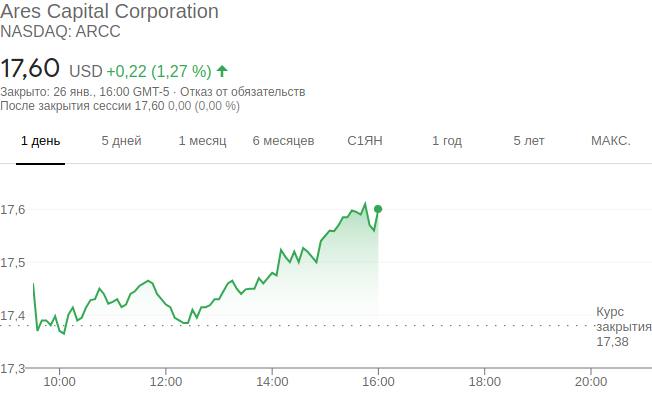 Ares Capital Corporation
NASDAQ: ARCC
17,60 USD +0,22 (1,27 %)
Закрыто: 26 янв., 16:00 GMT-5 · Отказ от обязательств
После закрытия сессии 17,60 0,00 (0,00 %)
1 день 5 дней 1 месяц 6 месяцев С1ЯН 1 год 5 лет МАКС.
17,6
17,5
17,4
Курс
закрытия
17,38
17,3
10:00 12:00 14:00 16:00 18:00 20:00